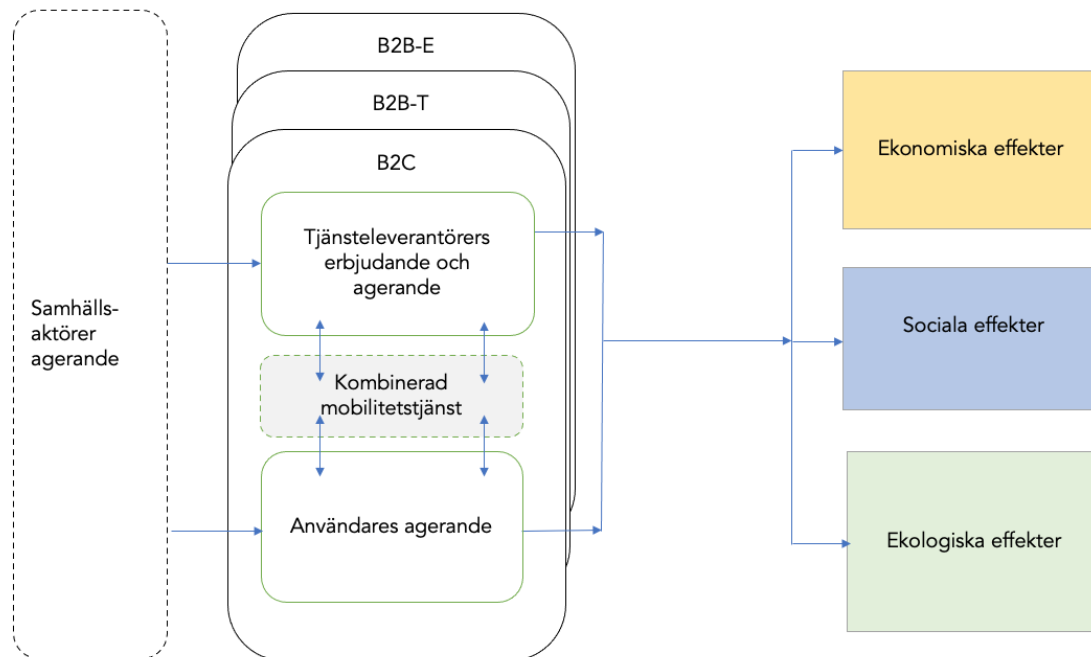 Samhälls-
aktörer
agerande
B2B-E
B2B-T
B2C
Tjänsteleverantörers
erbjudande och
agerande
Kombinerad
mobilitetstjänst
Användares agerande
Ekonomiska effekter
Sociala effekter
Ekologiska effekter